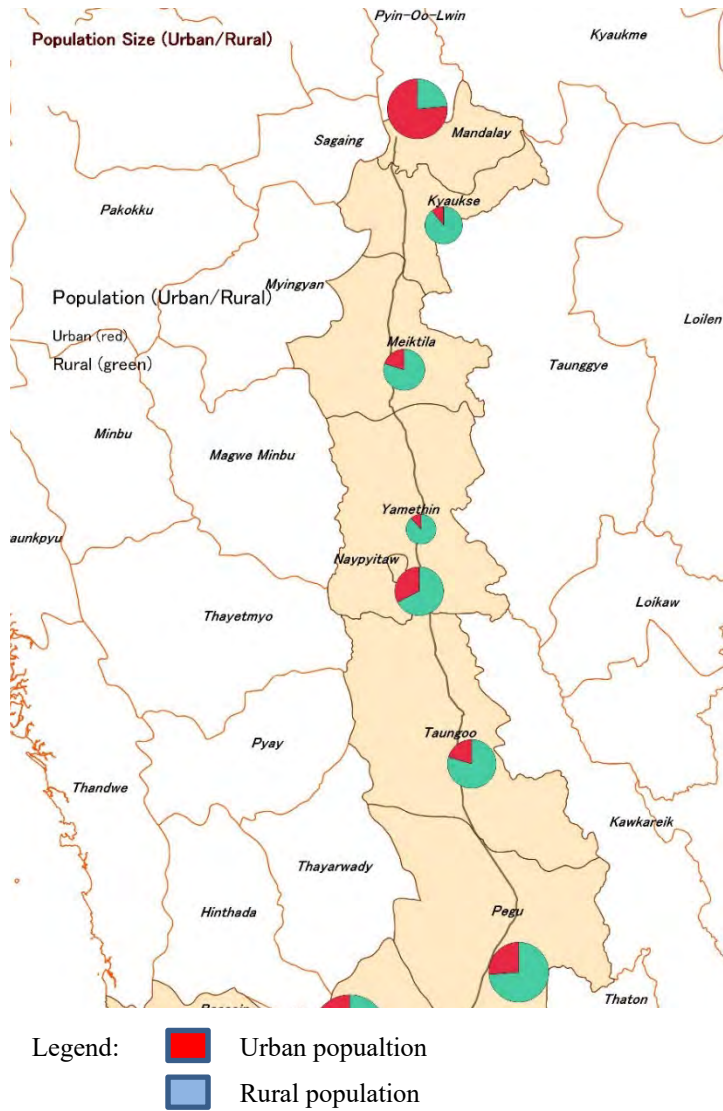 Pyin-Oo-Lwin
Population Size (Urban/Rural)
Kyaukme
Mandalay
Sagaing
Kyaukse
Pakokku
Myingyan
Population (Urban/Rural)
Loilen
Urban (red)
Meiktila
Rural (green)
Taunggye
Minbu
Magwe Minbu
Yamethin
aunkpyu
Naypyitaw
Loikaw
Thayetmyo
Taungoo
Pyay
Thandwe
Kawkareik
Thayarwady
Hinthada
Pegu
Thaton
Legend:
Urban popualtion
Rural population